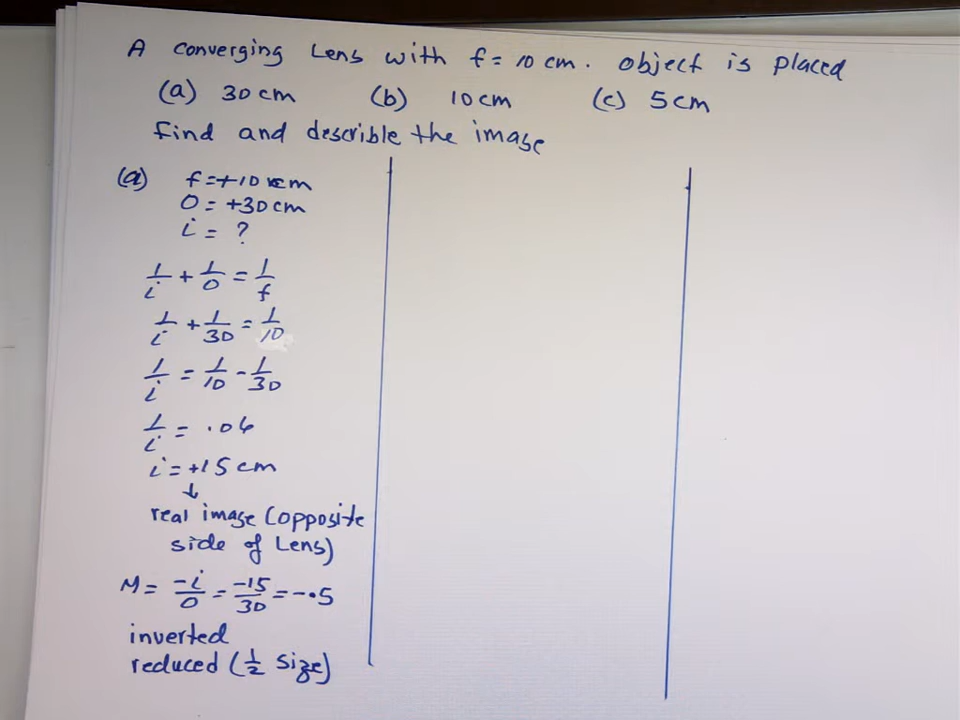 A converging Lens with f= 10 cm. object is placed
(a) 30 cm (b) 10 cm (c) 5 cm
Find and describle the image
(a) f=+10 cm
O = +30 cm
i = ?
1/i + 1/O = 1/f
1/i + 1/30 = 1/10
1/i = 1/10 - 1/30
1/i = .06
i = +15 cm
↓
real image (opposite
side of Lens)
M = -i/O = -15/30 = -.5
inverted
reduced (1/2 size)